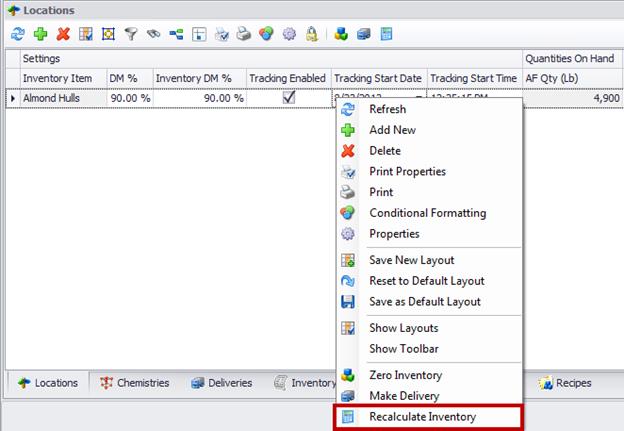 Locations
Settings Quantities On Hand
Inventory Item DM % Inventory DM % Tracking Enabled Tracking Start Date Tracking Start Time AF Qty (Lb)
Almond Hulls 90.00 % 90.00 % 4,900
Refresh
Add New
Delete
Print Properties
Print
Conditional Formatting
Properties
Save New Layout
Reset to Default Layout
Save as Default Layout
Show Layouts
Show Toolbar
Zero Inventory
Make Delivery
Recalculate Inventory
Locations Chemistries Deliveries Inventory Recipes